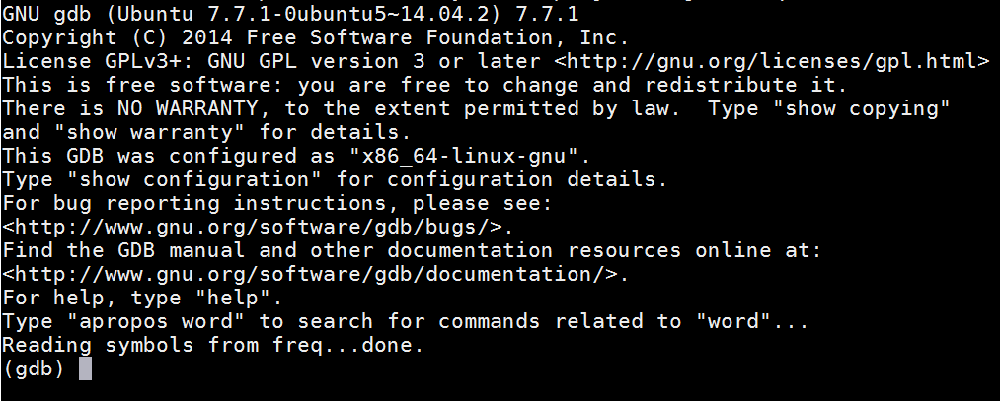 GNU gdb (Ubuntu 7.7.1-0ubuntu5~14.04.2) 7.7.1
Copyright (C) 2014 Free Software Foundation, Inc.
License GPLv3+: GNU GPL version 3 or later <http://gnu.org/licenses/gpl.html>
This is free software: you are free to change and redistribute it.
There is NO WARRANTY, to the extent permitted by law.  Type "show copying"
and "show warranty" for details.
This GDB was configured as "x86_64-linux-gnu".
Type "show configuration" for configuration details.
For bug reporting instructions, please see:
<http://www.gnu.org/software/gdb/bugs/>.
Find the GDB manual and other documentation resources online at:
<http://www.gnu.org/software/gdb/documentation/>.
For help, type "help".
Type "apropos word" to search for commands related to "word"...
Reading symbols from freq...done.
(gdb)